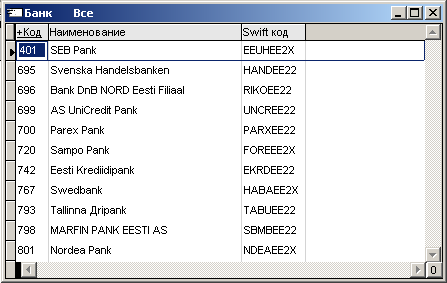 Банк Все
+Код Наименование Swift код
401 SEB Pank EEUHEE2X
695 Svenska Handelsbanken HANDEE22
696 Bank DnB NORD Eesti Filiaal RIKOEE22
699 AS UniCredit Pank UNCREE22
700 Parex Pank PARXEE22
720 Sampo Pank FOREEE2X
742 Eesti Krediidipank EKRDEE22
767 Swedbank HABAEE2X
793 Tallinna Дripank TABUEE22
798 MARFIN PANK EESTI AS SBMBEE22
801 Nordea Pank NDEAEE2X
0